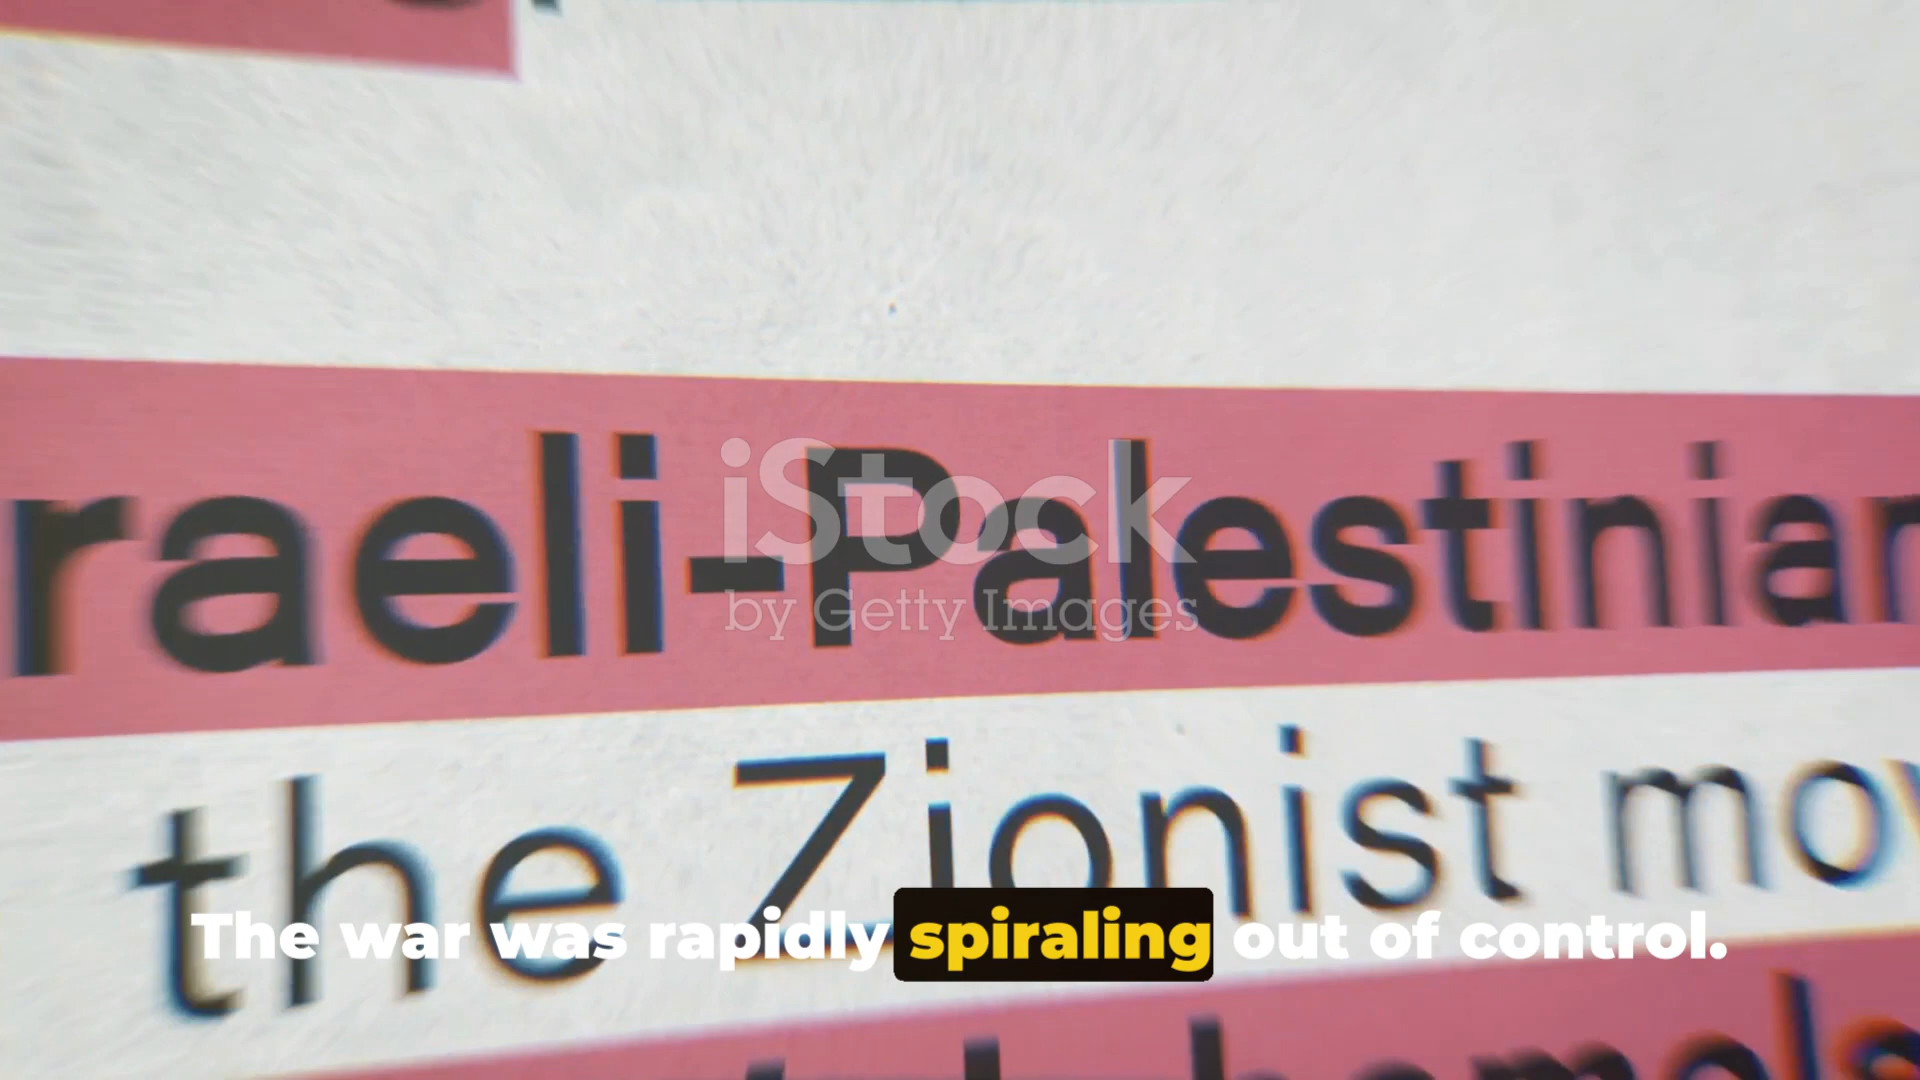 raeli-Palestinian
iStock
by Getty Images
the Zionist mov
The war was rapidly spiraling out of control.